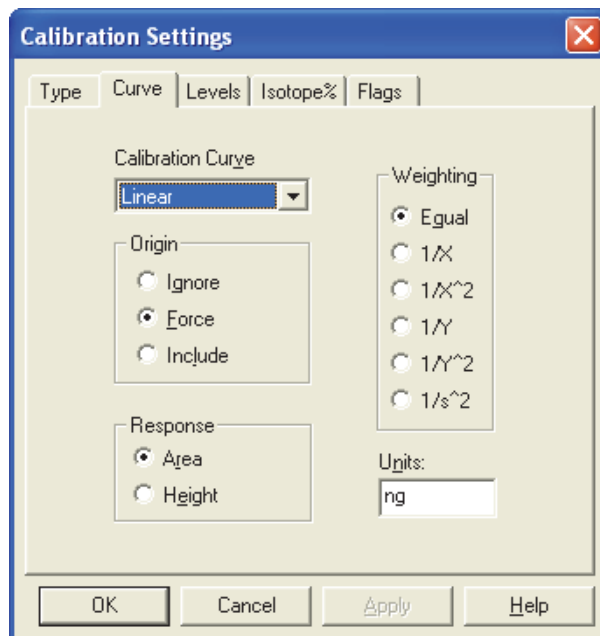 Calibration Settings
Type Curve Levels Isotope% Flags
Calibration Curve
Linear
Origin
Ignore
Force
Include
Response
Area
Height
Weighting
Equal
1/X
1/X^2
1/Y
1/Y^2
1/s^2
Units:
ng
OK Cancel Apply Help